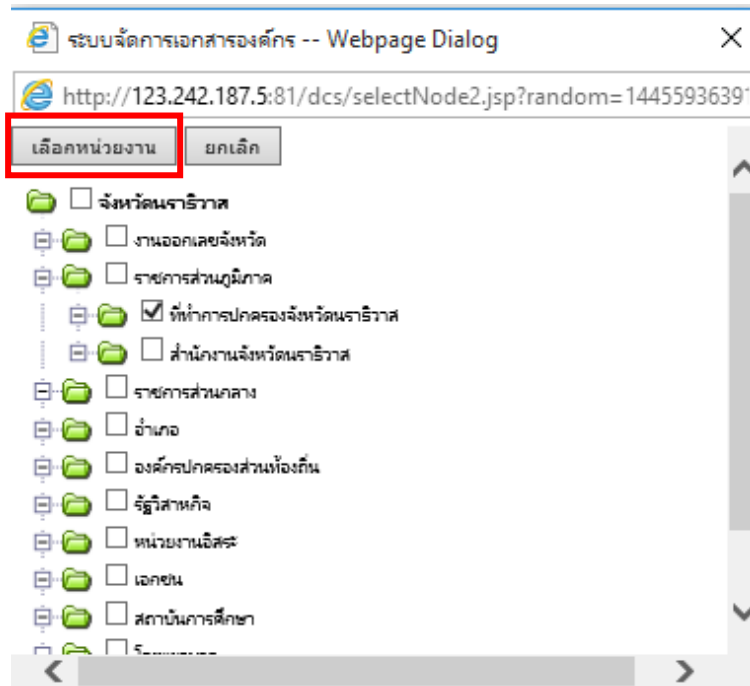 ระบบจัดการเอกสารองค์กร -- Webpage Dialog
http://123.242.187.5:81/dcs/selectNode2.jsp?random=14455936391
เลือกหน่วยงาน ยกเลิก
จังหวัดนราธิวาส
งานออกเลขจังหวัด
ราชการส่วนภูมิภาค
ที่ทำการปกครองจังหวัดนราธิวาส
สำนักงานจังหวัดนราธิวาส
ราชการส่วนกลาง
อำเภอ
องค์กรปกครองส่วนท้องถิ่น
รัฐวิสาหกิจ
หน่วยงานอิสระ
เอกชน
สถาบันการศึกษา